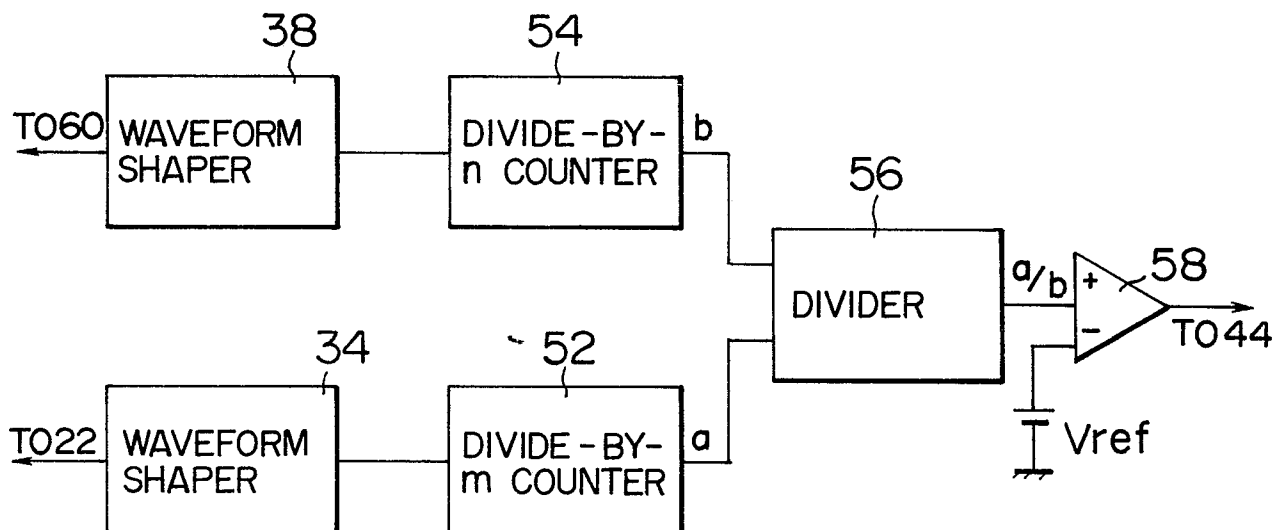 38
54
TO60
WAVEFORM
SHAPER
DIVIDE-BY-
n COUNTER
b
56
DIVIDER
a/b
+
−
58
TO44
Vref
34
52
TO22
WAVEFORM
SHAPER
DIVIDE-BY-
m COUNTER
a